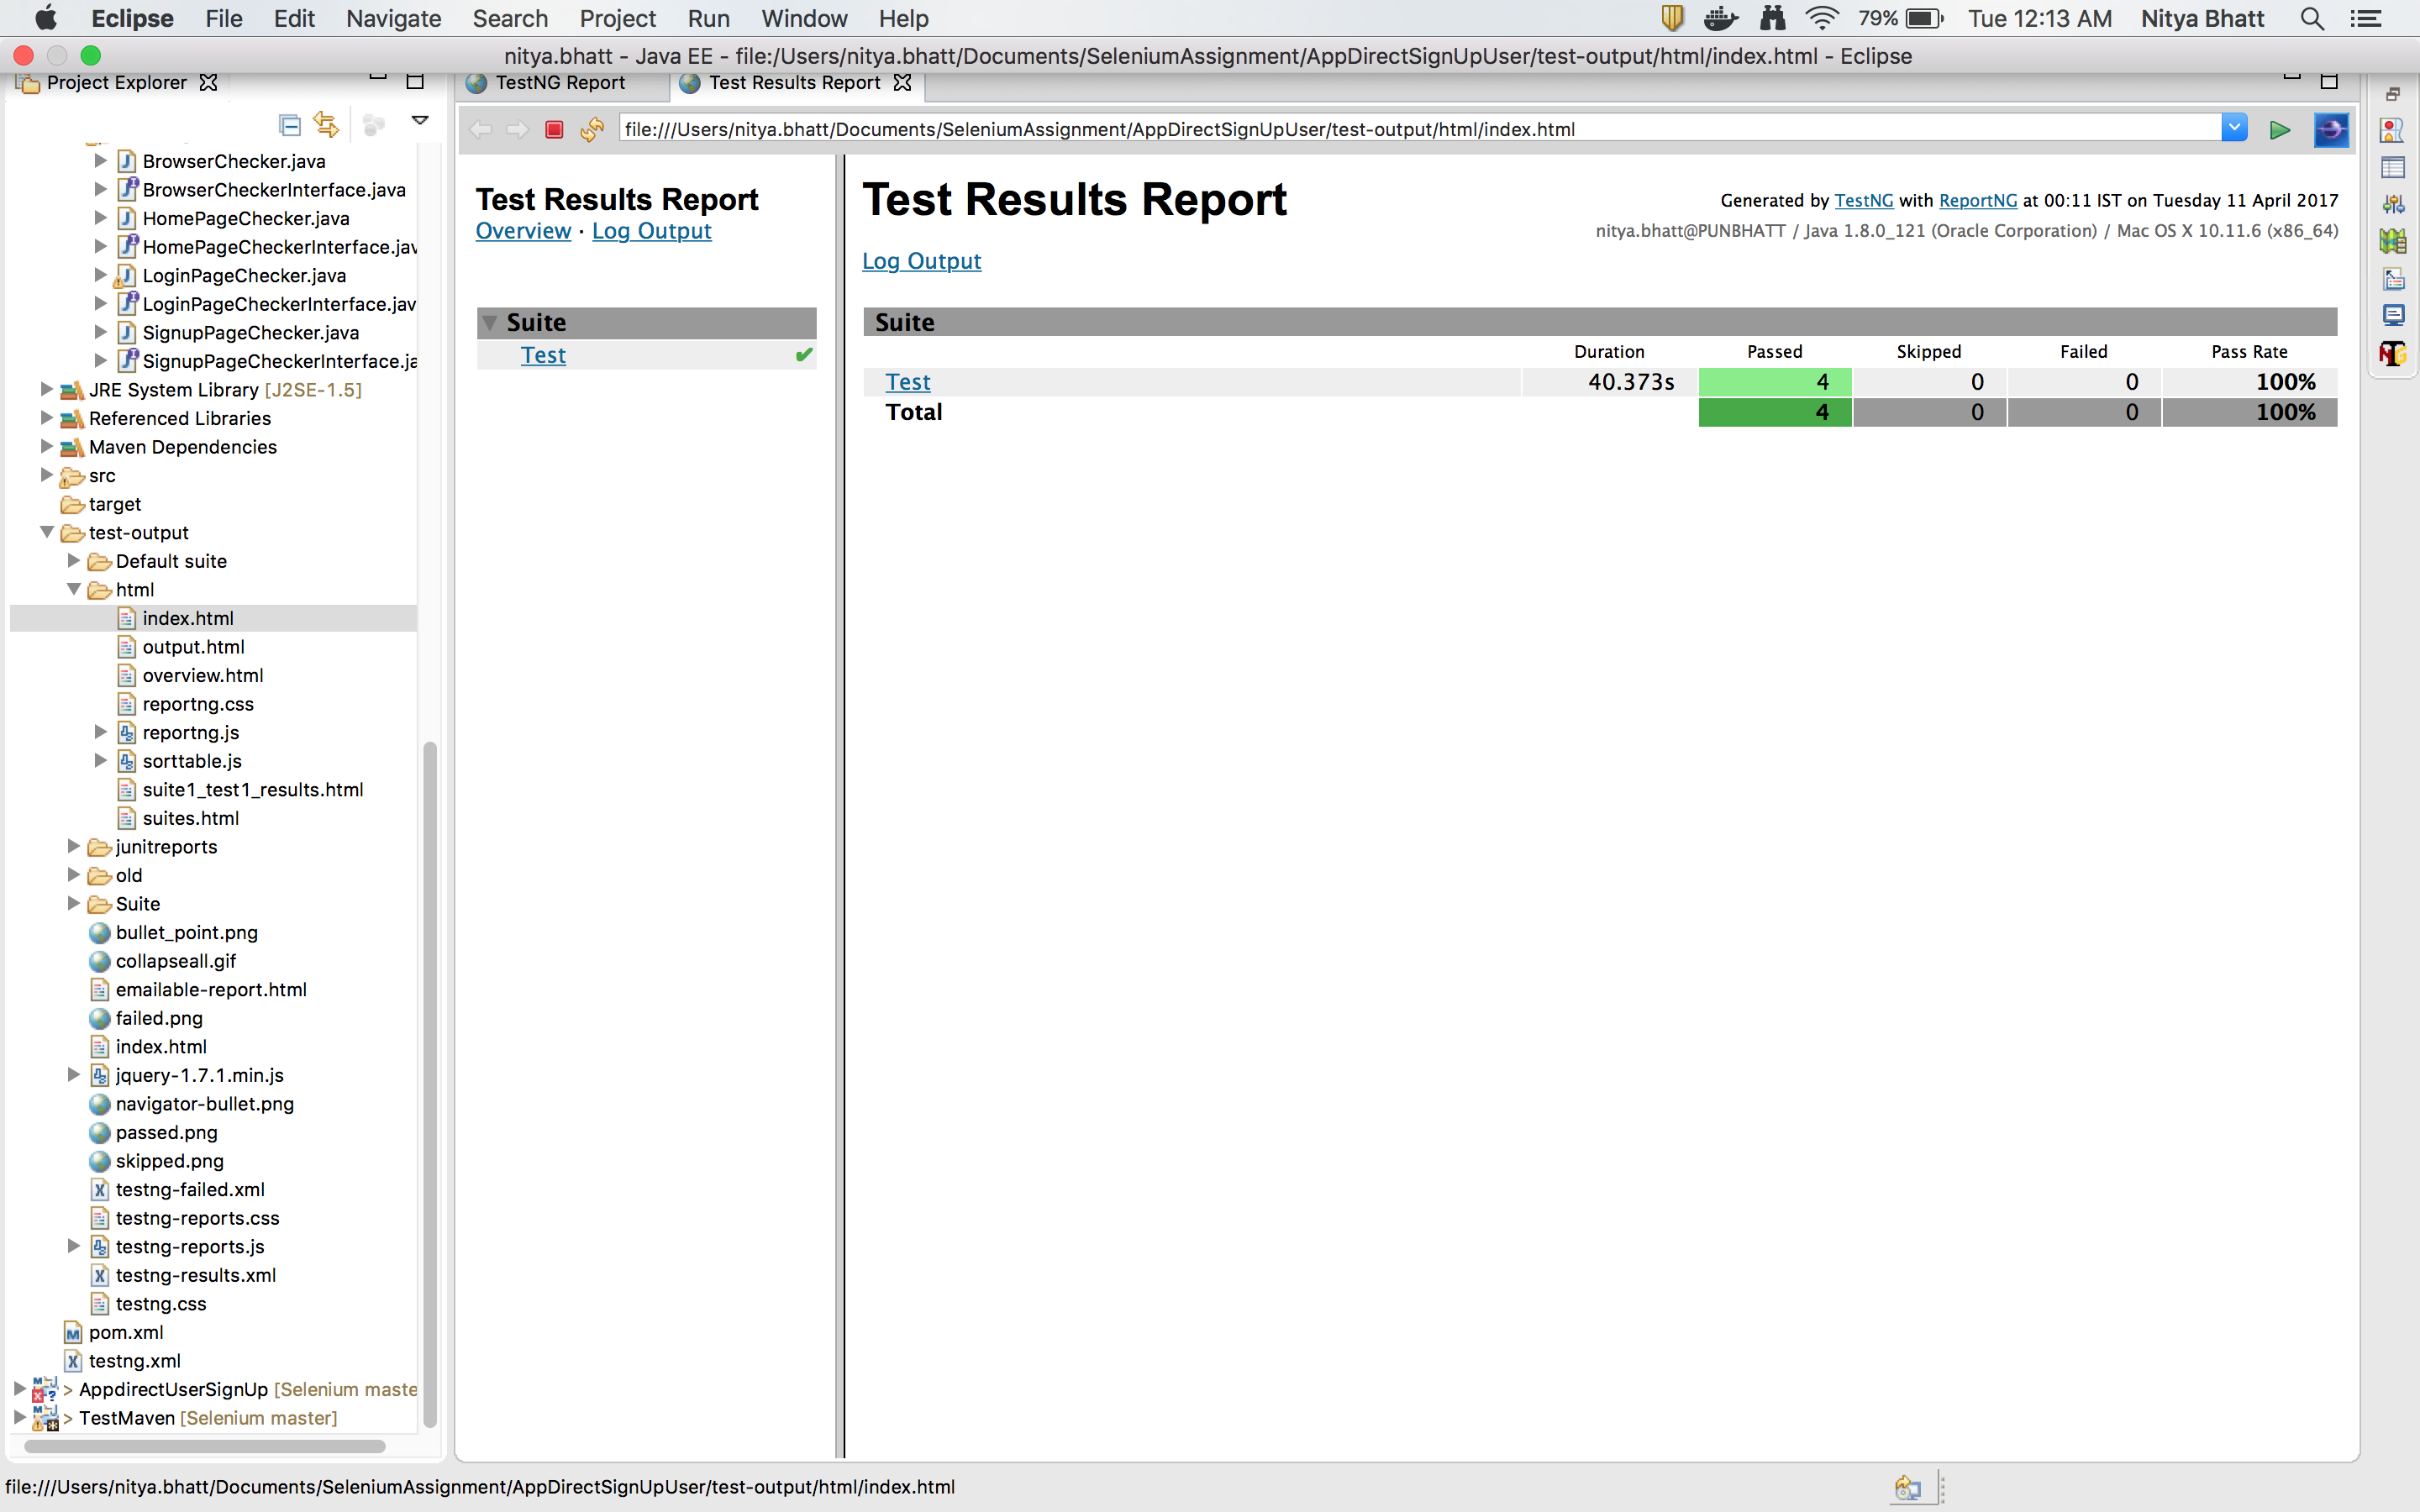 Eclipse File Edit Navigate Search Project Run Window Help 79% Tue 12:13 AM Nitya Bhatt
nitya.bhatt - Java EE - file:/Users/nitya.bhatt/Documents/SeleniumAssignment/AppDirectSignUpUser/test-output/html/index.html - Eclipse
Project Explorer
BrowserChecker.java
BrowserCheckerInterface.java
HomePageChecker.java
HomePageCheckerInterface.jav
LoginPageChecker.java
LoginPageCheckerInterface.jav
SignupPageChecker.java
SignupPageCheckerInterface.ja
JRE System Library [J2SE-1.5]
Referenced Libraries
Maven Dependencies
src
target
test-output
Default suite
html
index.html
output.html
overview.html
reportng.css
reportng.js
sorttable.js
suite1_test1_results.html
suites.html
junitreports
old
Suite
bullet_point.png
collapseall.gif
emailable-report.html
failed.png
index.html
jquery-1.7.1.min.js
navigator-bullet.png
passed.png
skipped.png
testng-failed.xml
testng-reports.css
testng-reports.js
testng-results.xml
testng.css
pom.xml
testng.xml
> AppdirectUserSignUp [Selenium maste
> TestMaven [Selenium master]
TestNG Report Test Results Report
file:///Users/nitya.bhatt/Documents/SeleniumAssignment/AppDirectSignUpUser/test-output/html/index.html
Test Results Report
Overview · Log Output
Suite
Test
Test Results Report
Generated by TestNG with ReportNG at 00:11 IST on Tuesday 11 April 2017
nitya.bhatt@PUNBHATT / Java 1.8.0_121 (Oracle Corporation) / Mac OS X 10.11.6 (x86_64)
Log Output
Suite
Duration Passed Skipped Failed Pass Rate
Test 40.373s 4 0 0 100%
Total 4 0 0 100%
file:///Users/nitya.bhatt/Documents/SeleniumAssignment/AppDirectSignUpUser/test-output/html/index.html